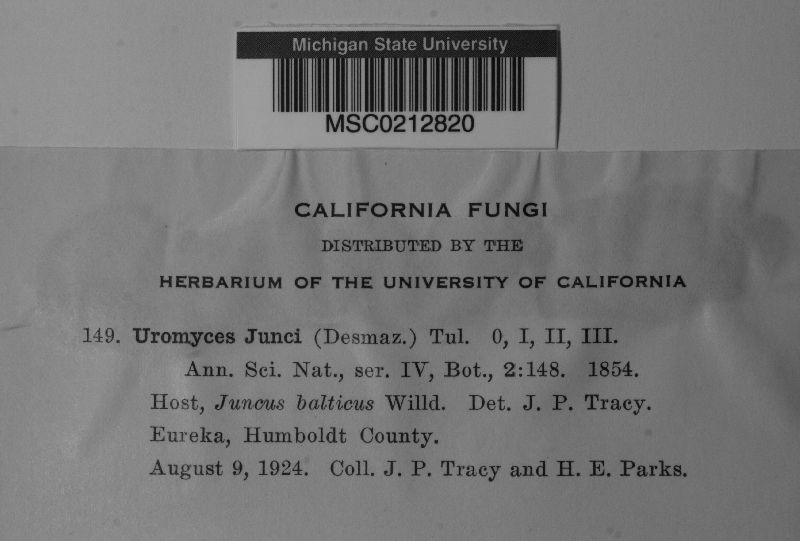 Michigan State University
MSC0212820
CALIFORNIA FUNGI
DISTRIBUTED BY THE
HERBARIUM OF THE UNIVERSITY OF CALIFORNIA
149. Uromyces Junci (Desmaz.) Tul. 0, I, II, III.
Ann. Sci. Nat., ser. IV, Bot., 2:148. 1854.
Host, Juncus balticus Willd. Det. J. P. Tracy.
Eureka, Humboldt County.
August 9, 1924. Coll. J. P. Tracy and H. E. Parks.